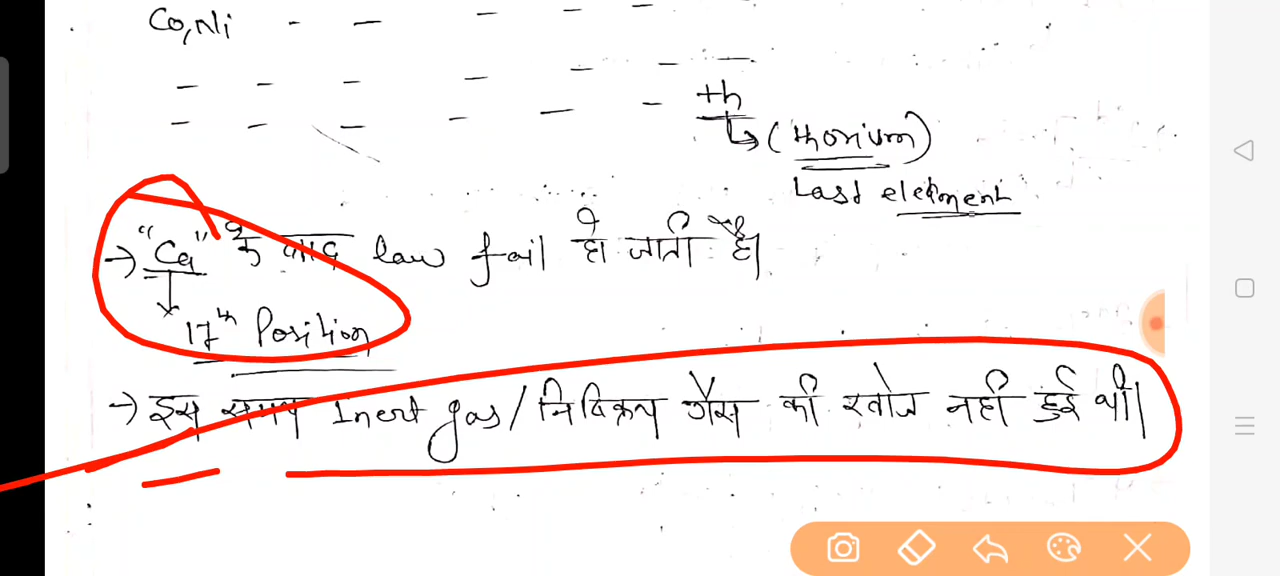 Co, Ni - - - - -
- - - - - -
- - - - - - Th
(Thorium)
Last element
→ "Ca" के बाद law fail हो जाती है।
17th Position
→ इस समय Inert gas/निष्क्रिय गैस की खोज नही हुई थी।